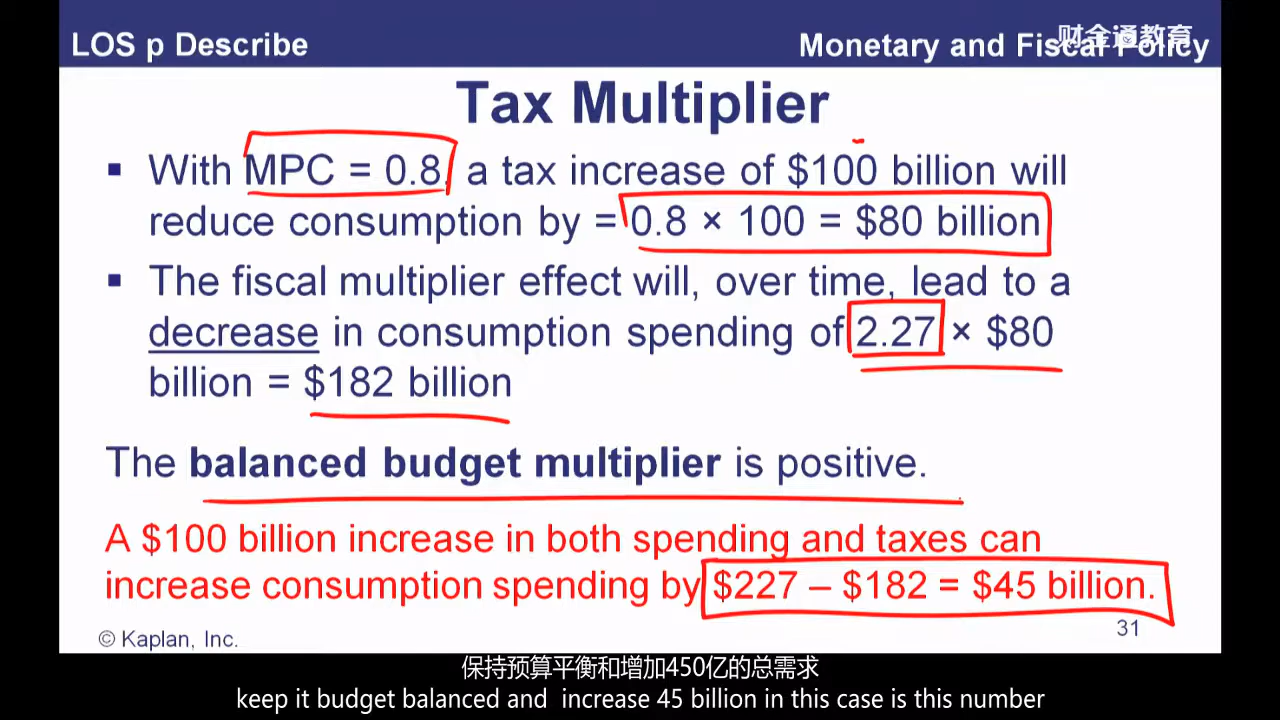 LOS p Describe
Monetary and Fiscal Policy
财金通教育
Tax Multiplier
▪ With MPC = 0.8, a tax increase of $100 billion will
reduce consumption by = 0.8 × 100 = $80 billion
▪ The fiscal multiplier effect will, over time, lead to a
decrease in consumption spending of 2.27 × $80
billion = $182 billion
The balanced budget multiplier is positive.
A $100 billion increase in both spending and taxes can
increase consumption spending by $227 – $182 = $45 billion.
© Kaplan, Inc.
31
保持预算平衡和增加450亿的总需求
keep it budget balanced and increase 45 billion in this case is this number